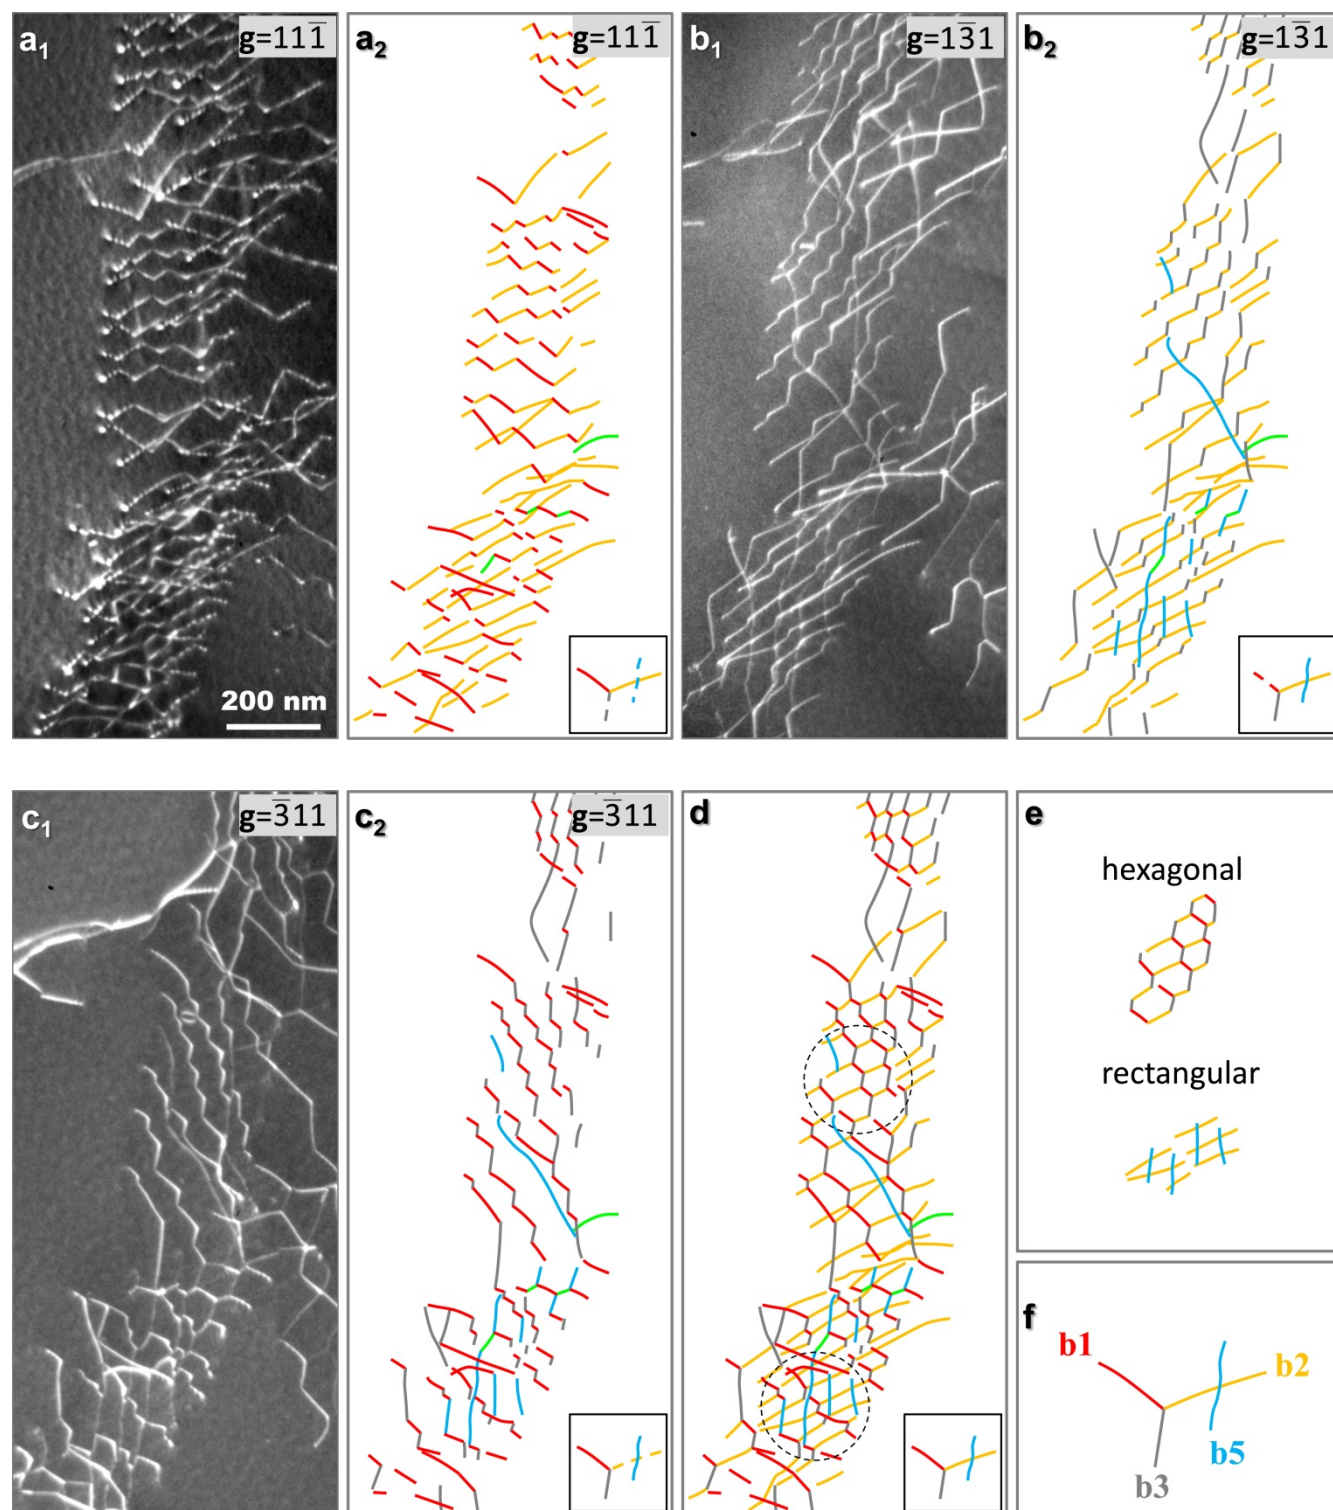 a₁
g=111̅
a₂
g=111̅
b₁
g=13̅1
b₂
g=13̅1
200 nm
c₁
g=3̅11
c₂
g=3̅11
d
e
hexagonal
rectangular
f
b1
b2
b5
b3